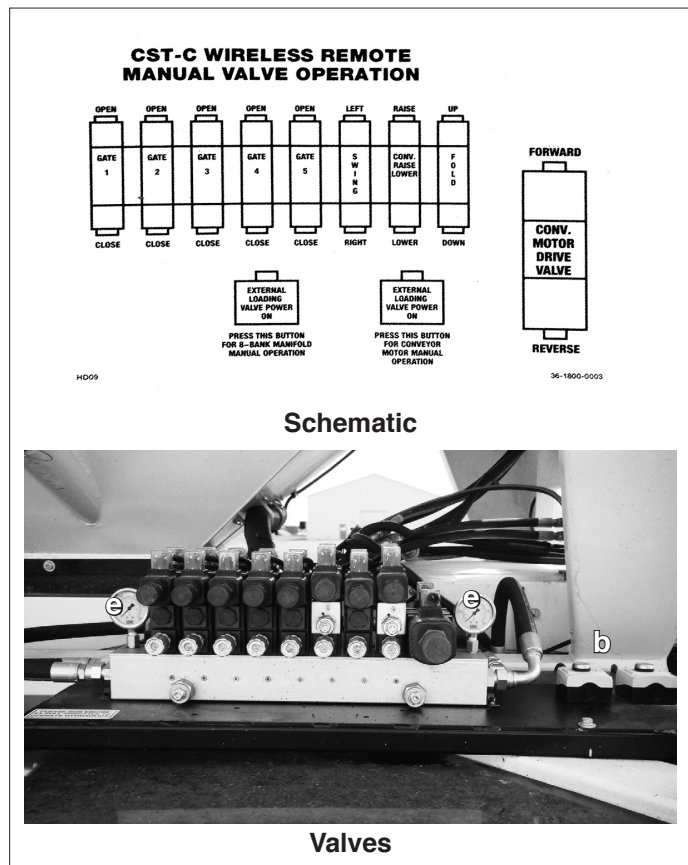 CST-C WIRELESS REMOTE
MANUAL VALVE OPERATION
OPEN OPEN OPEN OPEN OPEN LEFT RAISE UP
GATE 1
GATE 2
GATE 3
GATE 4
GATE 5
SWING
CONV.
RAISE
LOWER
FOLD
CLOSE CLOSE CLOSE CLOSE CLOSE RIGHT LOWER DOWN
FORWARD
CONV.
MOTOR
DRIVE
VALVE
REVERSE
EXTERNAL
LOADING
VALVE POWER
ON
PRESS THIS BUTTON
FOR 8-BANK MANIFOLD
MANUAL OPERATION
EXTERNAL
LOADING
VALVE POWER
ON
PRESS THIS BUTTON
FOR CONVEYOR
MOTOR MANUAL
OPERATION
HD09
36-1800-0003
Schematic
e
e
b
Valves